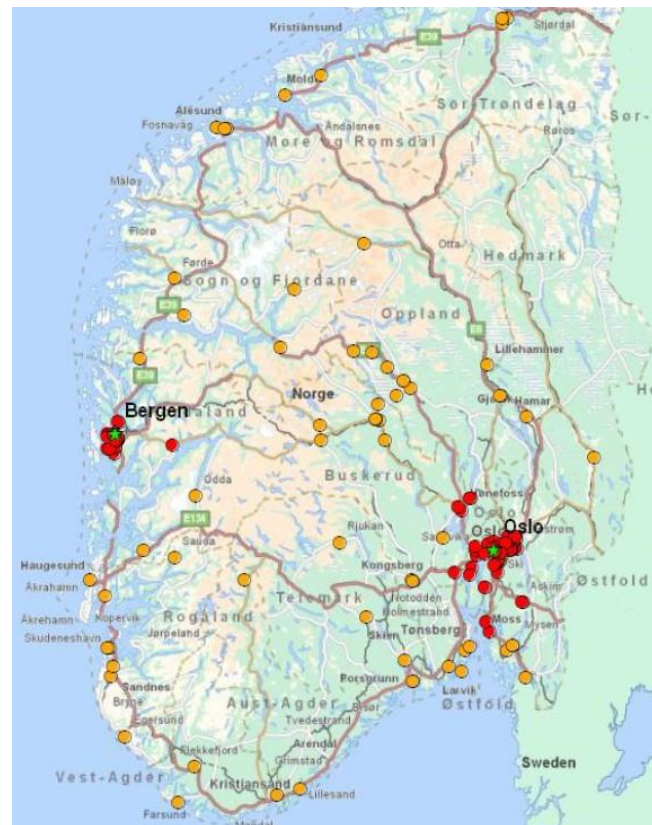 Kristiansund
Stjørdal
E39
Molde
Sør-Trøndelag
Ålesund
Sør-
Fosnavåg
Åndalsnes
Møre og Romsdal
Røros
Måløy
Florø
Otta
Hedmark
Førde
Sogn og Fjordane
E39
Oppland
E6
Lillehammer
E39
Norge
Gjøvik
Hamar
Bergen
Buskerud
Odda
Hønefoss
Oslo
Oslo
Oslo
E134
Rjukan
Sauda
Haugesund
Kongsberg
Ski
Åkrahamn
Østfold
Telemark
Notodden
Askim
Åkrehamn
Kopervik
Rogaland
Holmestrand
Moss
Skudeneshavn
Jørpeland
Skien
Tønsberg
Mysen
Sandnes
Porsgrunn
Larvik
Bryne
Aust-Agder
Østfold
Egersund
Tvedestrand
Flekkefjord
Arendal
Sweden
Vest-Agder
Grimstad
Kristiansand
Lillesand
Farsund